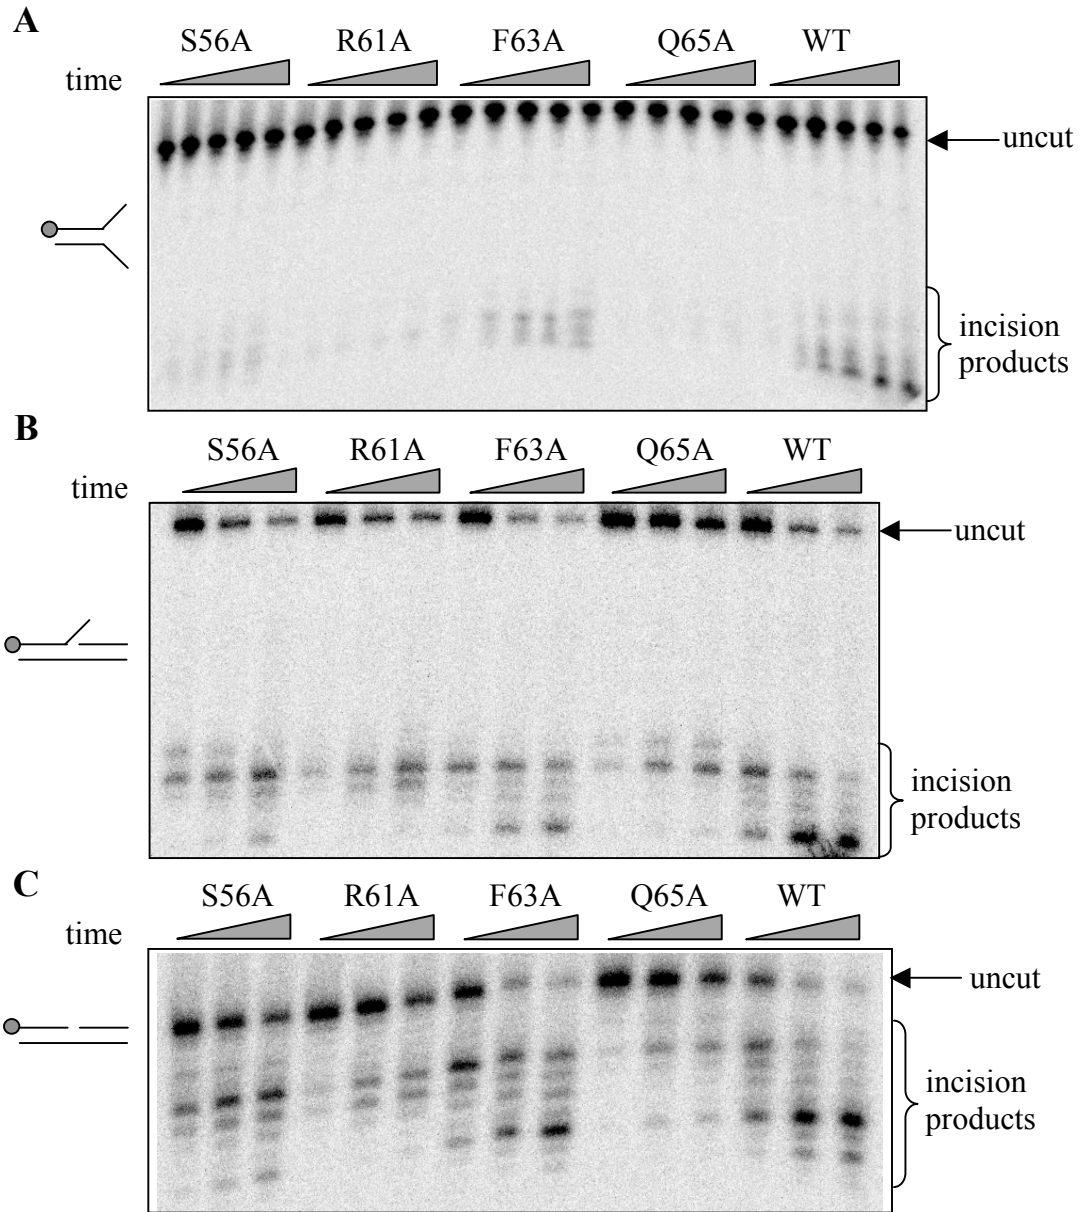 A
S56A R61A F63A Q65A WT
time
uncut
incision
products
B
S56A R61A F63A Q65A WT
time
uncut
incision
products
C
S56A R61A F63A Q65A WT
time
uncut
incision
products